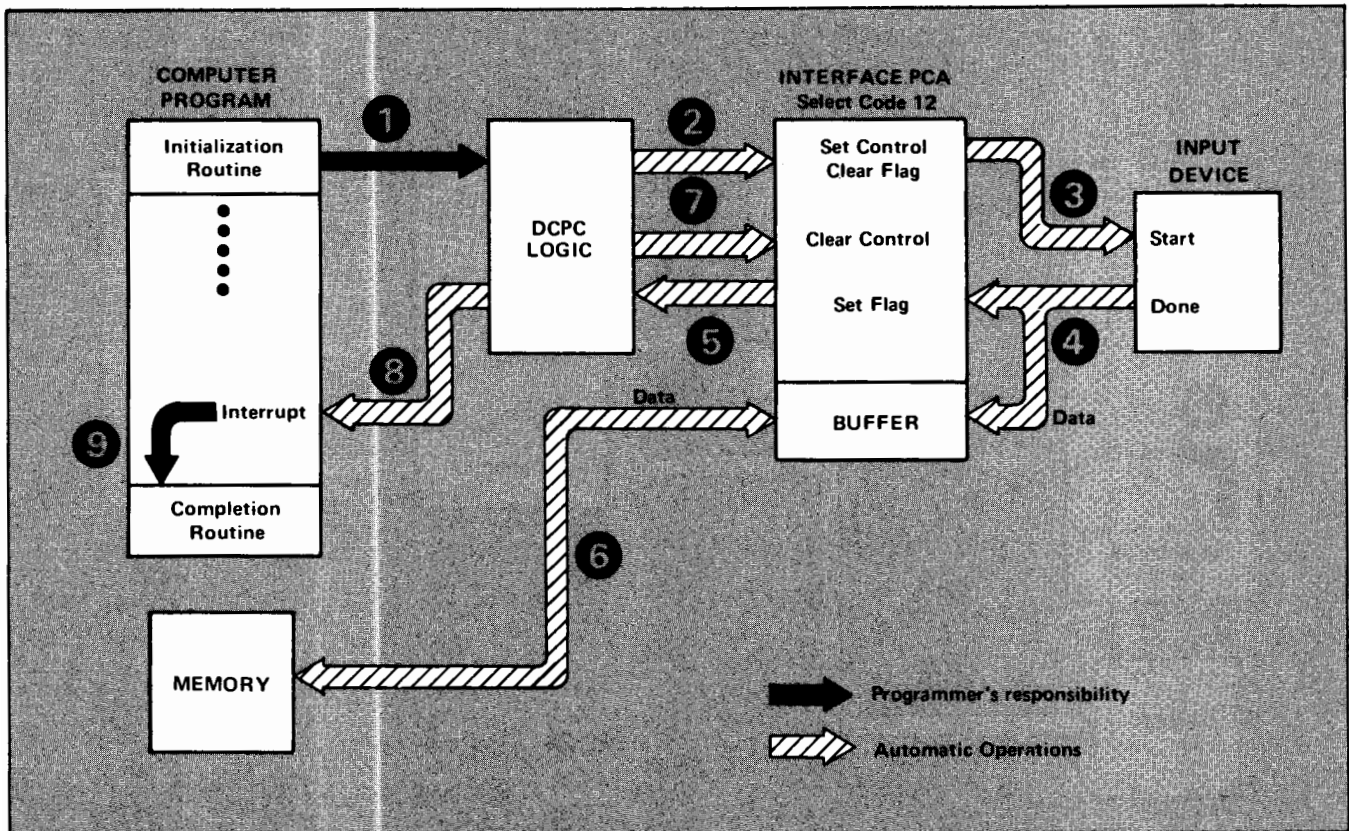 COMPUTER
PROGRAM
Initialization
Routine
1
DCPC
LOGIC
2
7
5
INTERFACE PCA
Select Code 12
Set Control
Clear Flag
Clear Control
Set Flag
BUFFER
3
INPUT
DEVICE
Start
Done
4
Data
8
Interrupt
9
Completion
Routine
Data
6
MEMORY
Programmer's responsibility
Automatic Operations